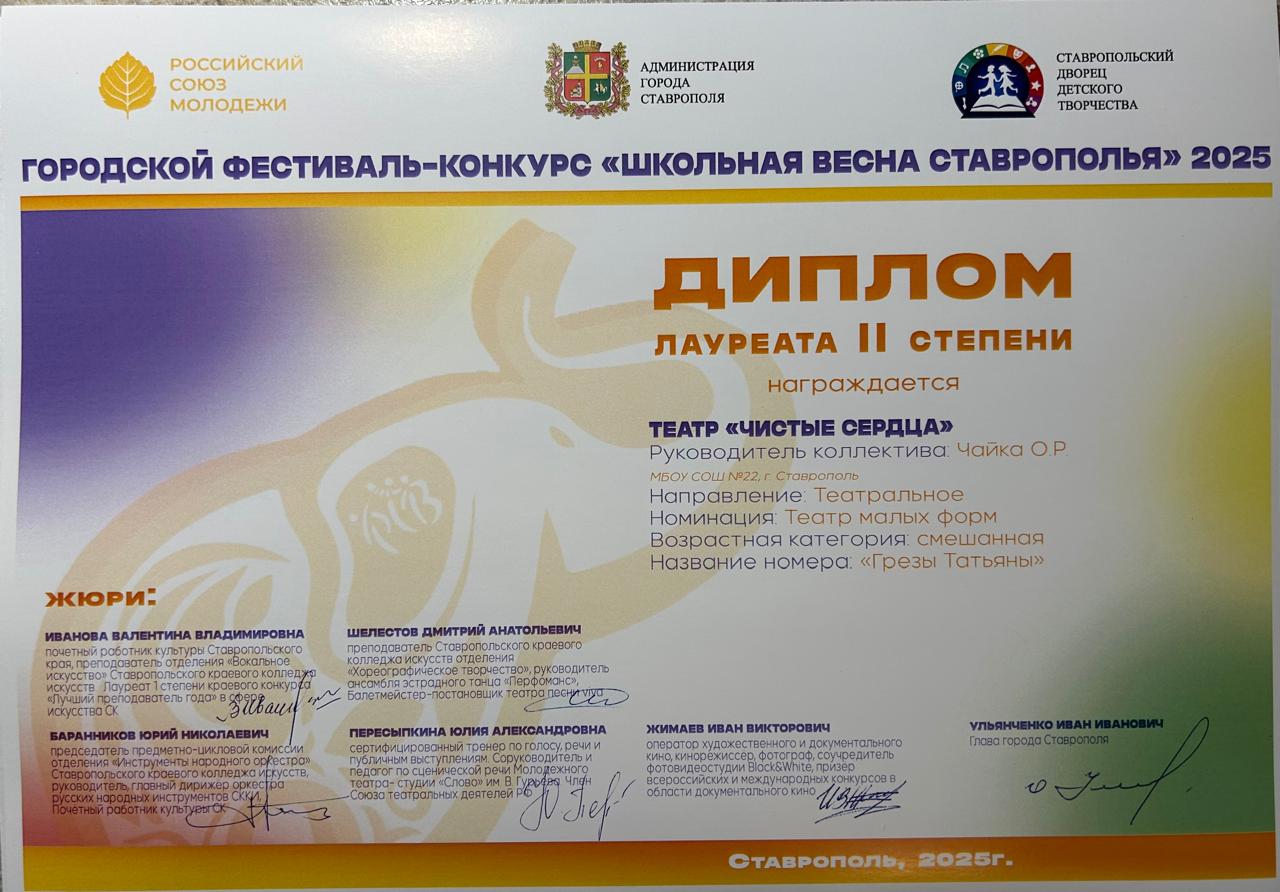 РОССИЙСКИЙ
СОЮЗ
МОЛОДЕЖИ
АДМИНИСТРАЦИЯ
ГОРОДА
СТАВРОПОЛЯ
СТАВРОПОЛЬСКИЙ
ДВОРЕЦ
ДЕТСКОГО
ТВОРЧЕСТВА
ГОРОДСКОЙ ФЕСТИВАЛЬ-КОНКУРС «ШКОЛЬНАЯ ВЕСНА СТАВРОПОЛЬЯ» 2025
ДИПЛОМ
ЛАУРЕАТА II СТЕПЕНИ
награждается
ТЕАТР «ЧИСТЫЕ СЕРДЦА»
Руководитель коллектива: Чайка О.Р.
МБОУ СОШ №22, г. Ставрополь
Направление: Театральное
Номинация: Театр малых форм
Возрастная категория: смешанная
Название номера: «Грезы Татьяны»
ЖЮРИ:
ИВАНОВА ВАЛЕНТИНА ВЛАДИМИРОВНА
почетный работник культуры Ставропольского
края, преподаватель отделения «Вокальное
искусство» Ставропольского краевого колледжа
искусств. Лауреат 1 степени краевого конкурса
«Лучший преподаватель года» в сфере
искусства СК
ШЕЛЕСТОВ ДМИТРИЙ АНАТОЛЬЕВИЧ
преподаватель Ставропольского краевого
колледжа искусств отделения
«Хореографическое творчество», руководитель
ансамбля эстрадного танца «Перфоманс»,
Балетмейстер-постановщик театра песни viva
БАРАННИКОВ ЮРИЙ НИКОЛАЕВИЧ
председатель предметно-цикловой комиссии
отделения «Инструменты народного оркестра»
Ставропольского краевого колледжа искусств,
руководитель, главный дирижер оркестра
русских народных инструментов СККИ,
Почетный работник культуры СК
ПЕРЕСЫПКИНА ЮЛИЯ АЛЕКСАНДРОВНА
сертифицированный тренер по голосу, речи и
публичным выступлениям. Соруководитель и
педагог по сценической речи Молодежного
театра- студии «Слово» им. В. Гурьева Член
Союза театральных деятелей РФ
ЖИМАЕВ ИВАН ВИКТОРОВИЧ
оператор художественного и документального
кино, кинорежиссер, фотограф, соучредитель
фотовидеостудии Black&White, призер
всероссийских и международных конкурсов в
области документального кино
УЛЬЯНЧЕНКО ИВАН ИВАНОВИЧ
Глава города Ставрополя
СТАВРОПОЛЬ, 2025г.